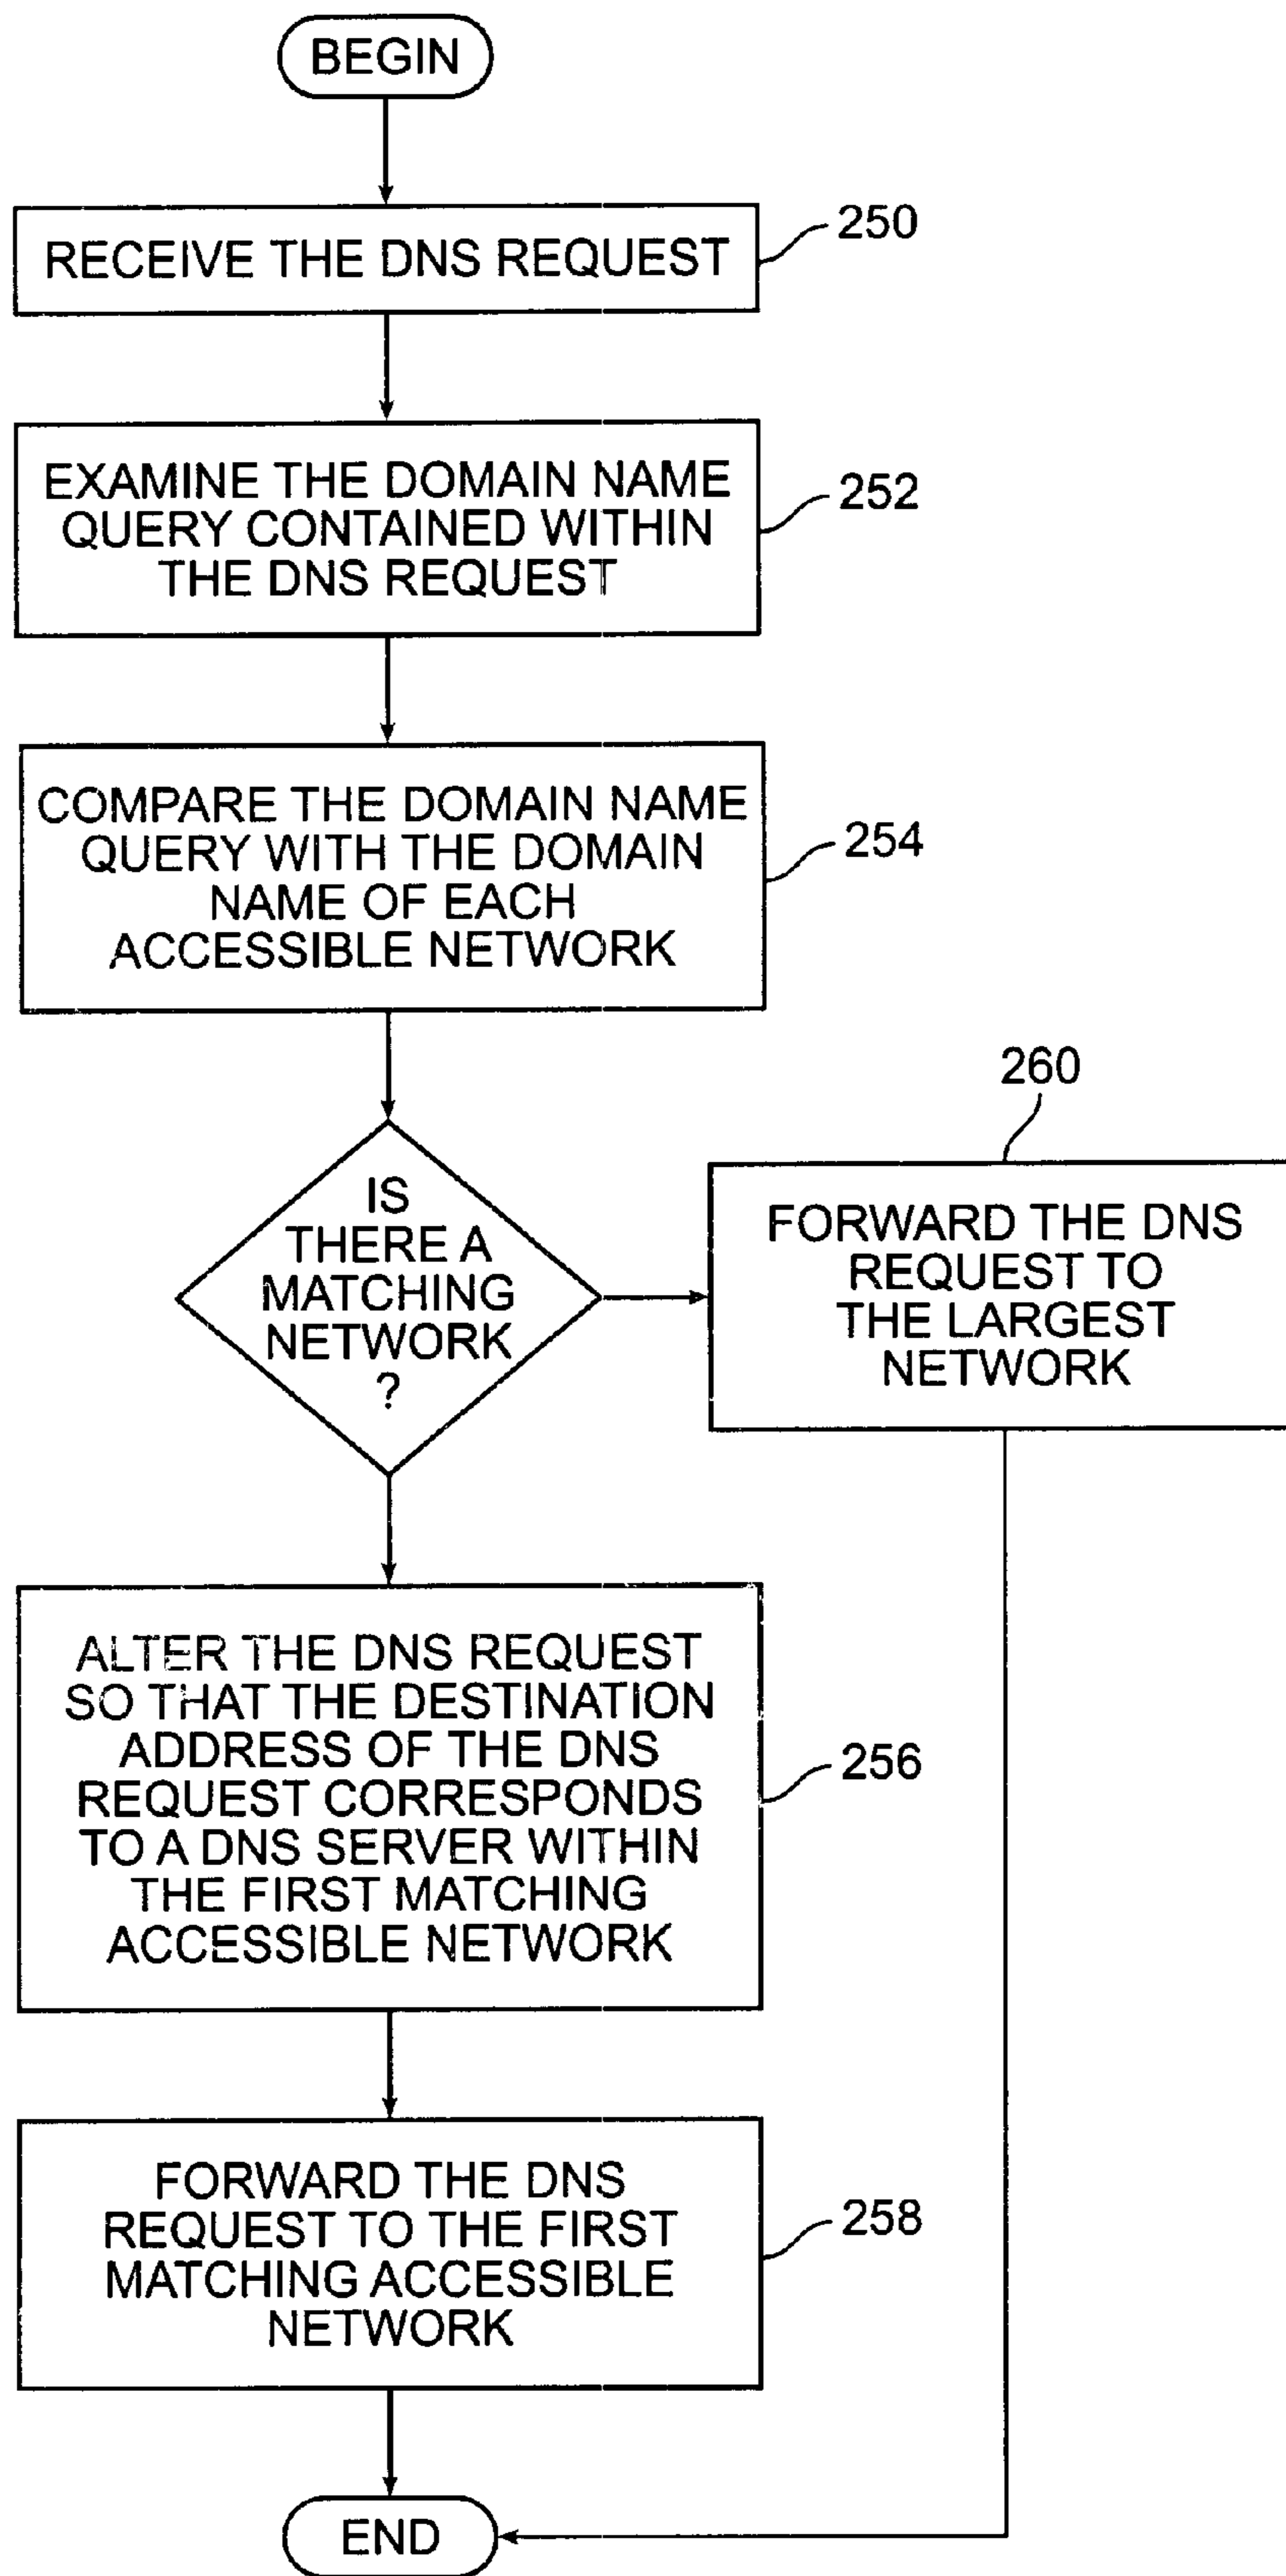 BEGIN
RECEIVE THE DNS REQUEST
250
EXAMINE THE DOMAIN NAME
QUERY CONTAINED WITHIN
THE DNS REQUEST
252
COMPARE THE DOMAIN NAME
QUERY WITH THE DOMAIN
NAME OF EACH
ACCESSIBLE NETWORK
254
IS
THERE A
MATCHING
NETWORK
?
260
FORWARD THE DNS
REQUEST TO
THE LARGEST
NETWORK
ALTER THE DNS REQUEST
SO THAT THE DESTINATION
ADDRESS OF THE DNS
REQUEST CORRESPONDS
TO A DNS SERVER WITHIN
THE FIRST MATCHING
ACCESSIBLE NETWORK
256
FORWARD THE DNS
REQUEST TO THE FIRST
MATCHING ACCESSIBLE
NETWORK
258
END